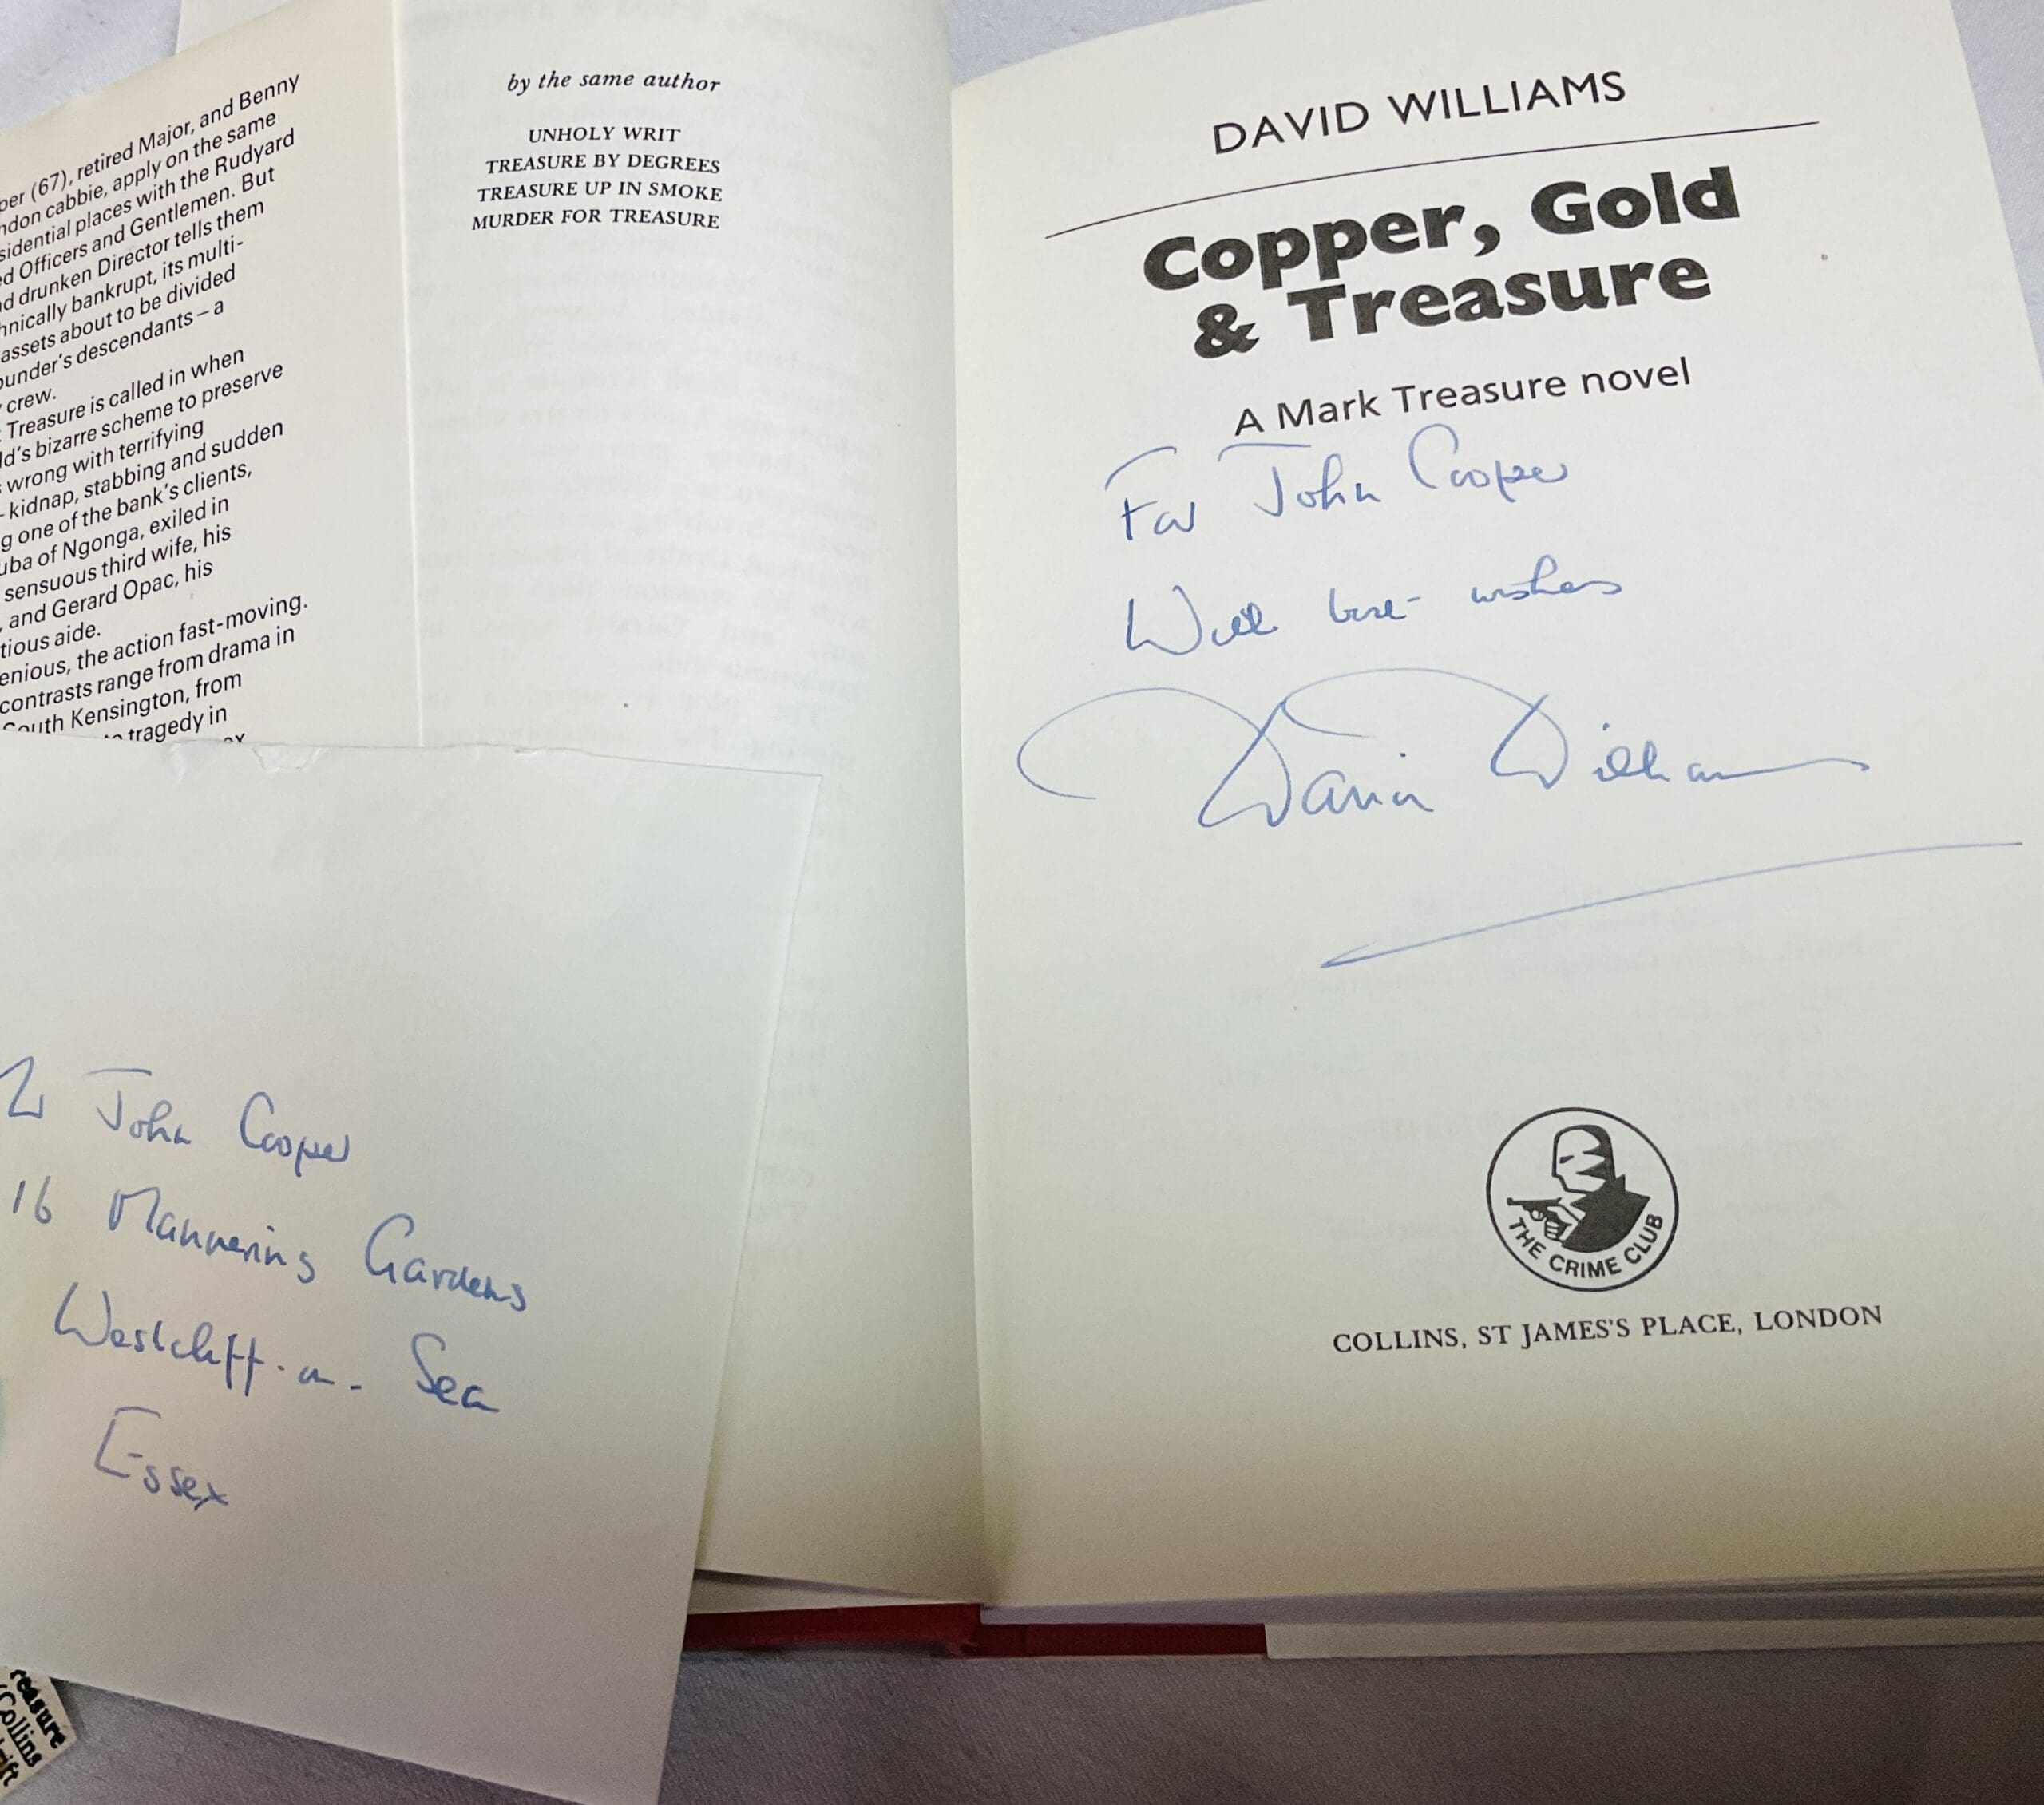 per (67), retired Major, and Benny
ndon cabbie, apply on the same
sidential places with the Rudyard
ed Officers and Gentlemen. But
nd drunken Director tells them
hnically bankrupt, its multi-
assets about to be divided
ounder's descendants – a
crew.
Treasure is called in when
ld's bizarre scheme to preserve
wrong with terrifying
– kidnap, stabbing and sudden
g one of the bank's clients,
uba of Ngonga, exiled in
sensuous third wife, his
, and Gerard Opac, his
tious aide.
enious, the action fast-moving.
contrasts range from drama in
South Kensington, from
tragedy in
by the same author
UNHOLY WRIT
TREASURE BY DEGREES
TREASURE UP IN SMOKE
MURDER FOR TREASURE
DAVID WILLIAMS
Copper, Gold
& Treasure
A Mark Treasure novel
For John Cooper
With best wishes
David Williams
THE CRIME CLUB
COLLINS, ST JAMES'S PLACE, LONDON
John Cooper
16 Mannering Gardens
Westcliff-on-Sea
Essex
reasure
Collins